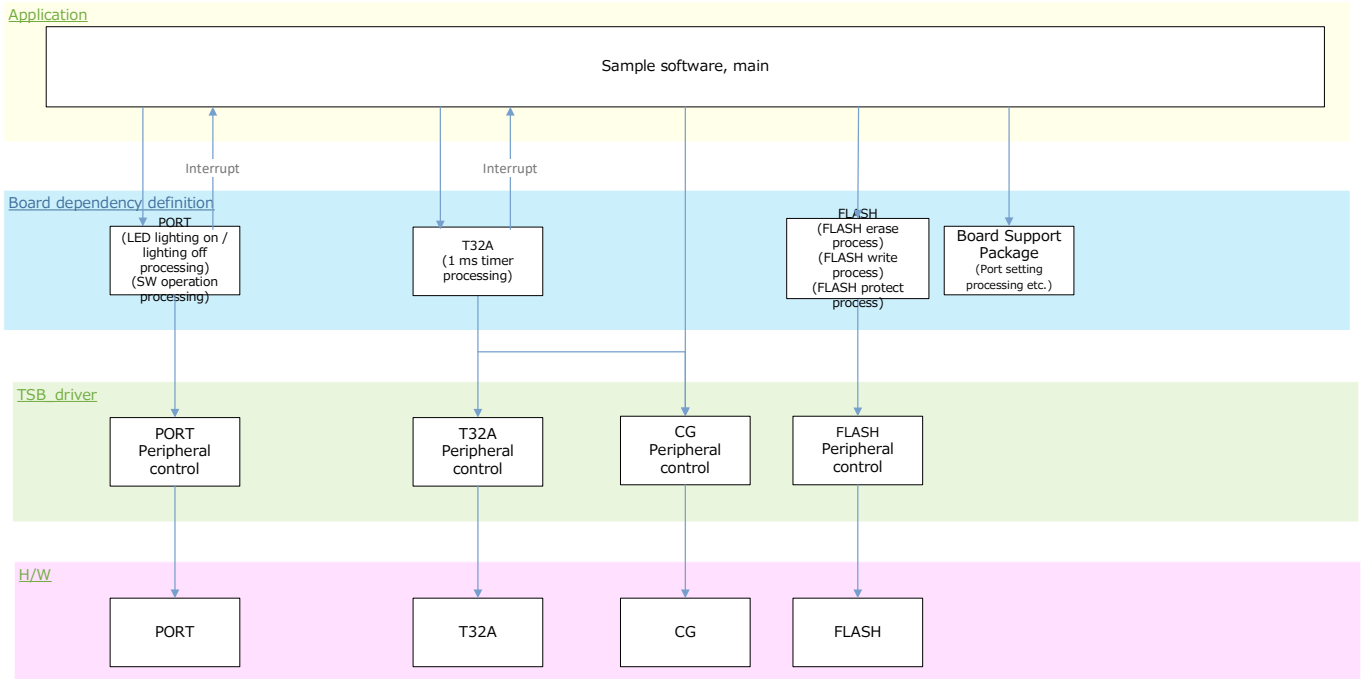 Application
Sample software, main
Interrupt
Interrupt
Board dependency definition
PORT
(LED lighting on /
lighting off
processing)
(SW operation
processing)
T32A
(1 ms timer
processing)
FLASH
(FLASH erase
process)
(FLASH write
process)
(FLASH protect
process)
Board Support
Package
(Port setting
processing etc.)
TSB_driver
PORT
Peripheral
control
T32A
Peripheral
control
CG
Peripheral
control
FLASH
Peripheral
control
H/W
PORT
T32A
CG
FLASH